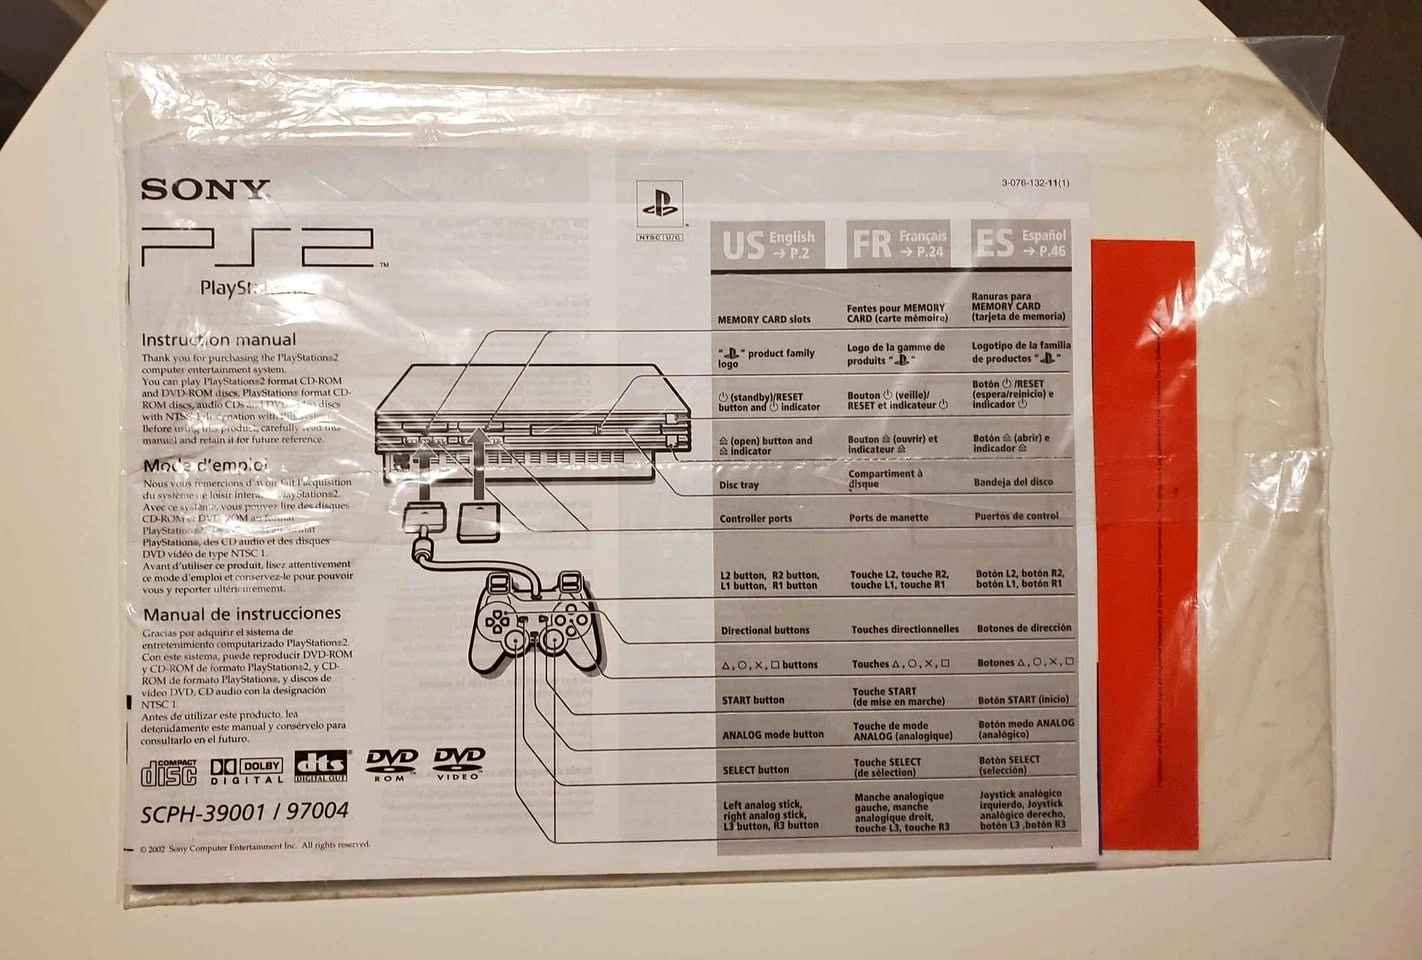 SONY
3-076-132-11(1)
PS2
NTSC U/C
US English → P.2
FR Français → P.24
ES Español → P.46
Instruction manual
Thank you for purchasing the PlayStation®2
computer entertainment system.
You can play PlayStation®2 format CD-ROM
and DVD-ROM discs, PlayStation® format CD-
ROM discs, audio CDs and DVD discs
with designation with
Before using this product, carefully read this
manual and retain it for future reference.
Mode d'emploi
Nous vous remercions d'avoir fait l'acquisition
du système de loisir PlayStation®2.
Avec ce système, vous pouvez lire des disques
CD-ROM et DVD-ROM au format
format
PlayStation®, des CD audio et des disques
DVD vidéo de type NTSC 1.
Avant d'utiliser ce produit, lisez attentivement
ce mode d'emploi et conservez-le pour pouvoir
vous y reporter ultérieurement.
Manual de instrucciones
Gracias por adquirir el sistema de
entretenimiento computarizado PlayStation®2.
Con este sistema, puede reproducir DVD-ROM
y CD-ROM de formato PlayStation®2, y CD-
ROM de formato PlayStation®, y discos de
vídeo DVD, CD audio con la designación
NTSC 1.
Antes de utilizar este producto, lea
detenidamente este manual y consérvelo para
consultarlo en el futuro.
COMPACT disc
DOLBY DIGITAL
dts DIGITAL OUT
DVD ROM™
DVD VIDEO™
SCPH-39001 / 97004
© 2002 Sony Computer Entertainment Inc. All rights reserved.
MEMORY CARD slots
Fentes pour MEMORY
CARD (carte mémoire)
Ranuras para
MEMORY CARD
(tarjeta de memoria)
" " product family
logo
Logo de la gamme de
produits " "
Logotipo de la familia
de productos " "
⏻ (standby)/RESET
button and ⏻ indicator
Bouton ⏻ (veille)/
RESET et indicateur ⏻
Botón ⏻ /RESET
(espera/reinicio) e
indicador ⏻
⏏ (open) button and
⏏ indicator
Bouton ⏏ (ouvrir) et
indicateur ⏏
Botón ⏏ (abrir) e
indicador ⏏
Disc tray
Compartiment à
disque
Bandeja del disco
Controller ports
Ports de manette
Puertos de control
L2 button, R2 button,
L1 button, R1 button
Touche L2, touche R2,
touche L1, touche R1
Botón L2, botón R2,
botón L1, botón R1
Directional buttons
Touches directionnelles
Botones de dirección
△, ○, ×, □ buttons
Touches △, ○, ×, □
Botones △, ○, ×, □
START button
Touche START
(de mise en marche)
Botón START (inicio)
ANALOG mode button
Touche de mode
ANALOG (analogique)
Botón modo ANALOG
(analógico)
SELECT button
Touche SELECT
(de sélection)
Botón SELECT
(selección)
Left analog stick,
right analog stick,
L3 button, R3 button
Manche analogique
gauche, manche
analogique droit,
touche L3, touche R3
Joystick analógico
izquierdo, Joystick
analógico derecho,
botón L3 ,botón R3